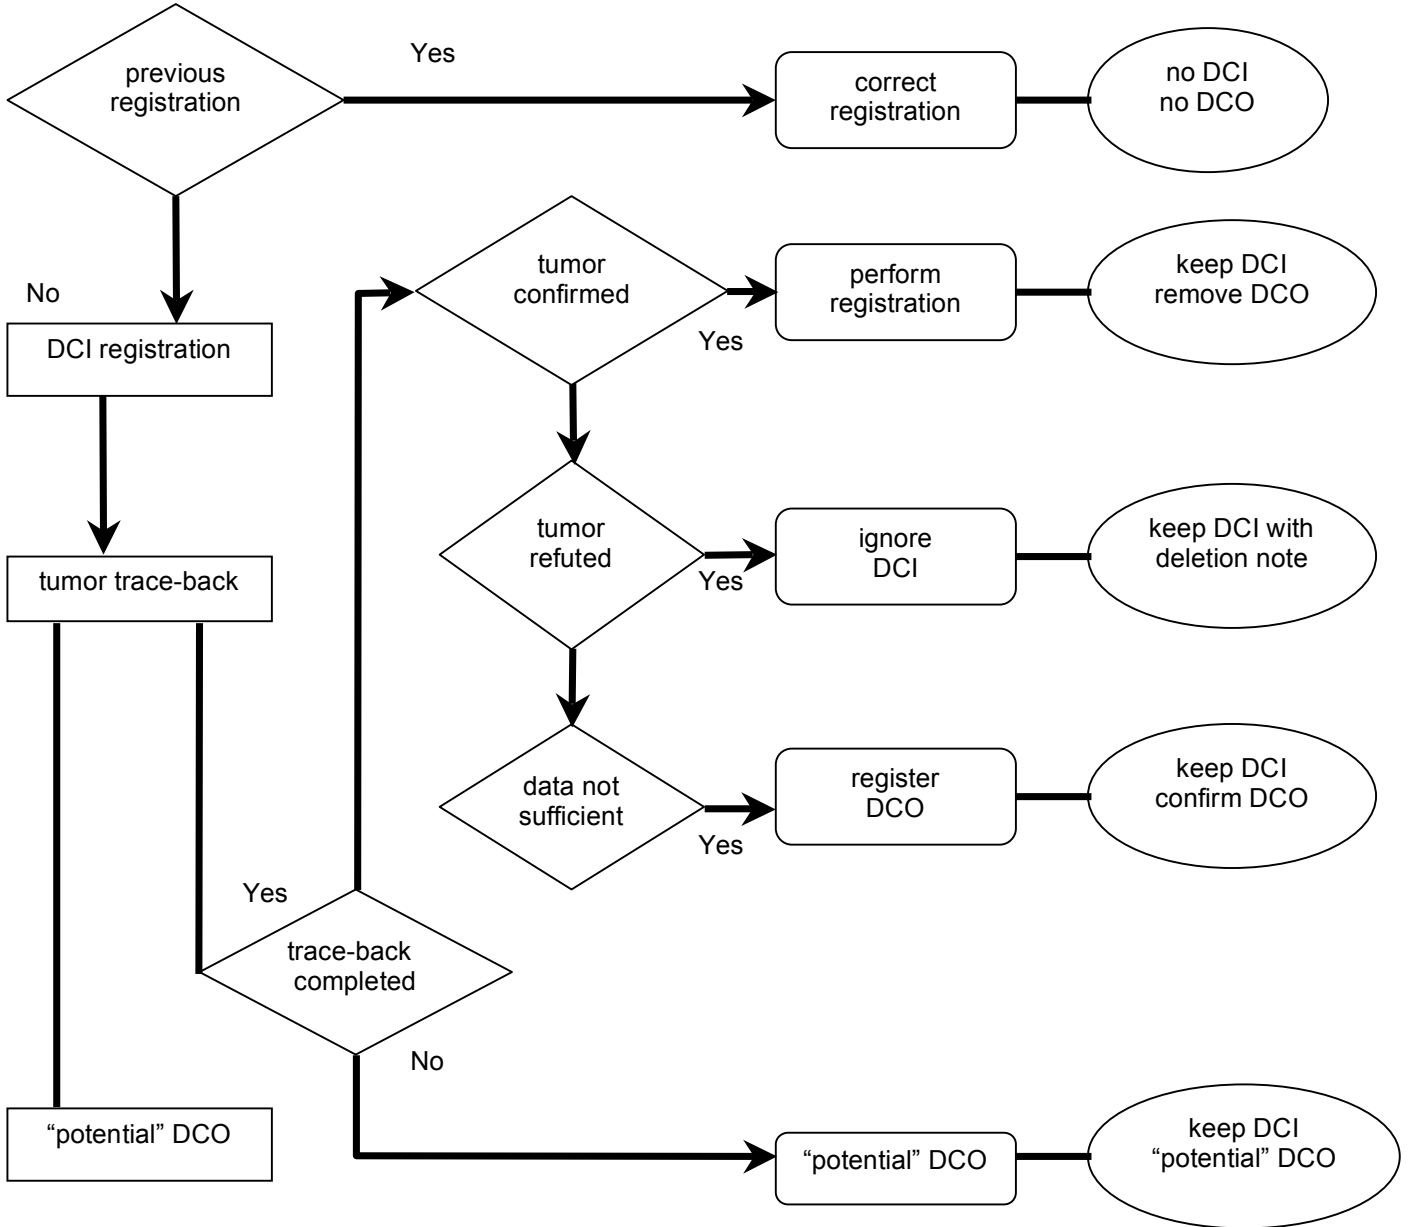 Yes
previous
registration
correct
registration
no DCI
no DCO
No
DCI registration
tumor
confirmed
Yes
perform
registration
keep DCI
remove DCO
tumor trace-back
tumor
refuted
Yes
ignore
DCI
keep DCI with
deletion note
data not
sufficient
Yes
register
DCO
keep DCI
confirm DCO
Yes
trace-back
completed
No
“potential” DCO
“potential” DCO
keep DCI
“potential” DCO